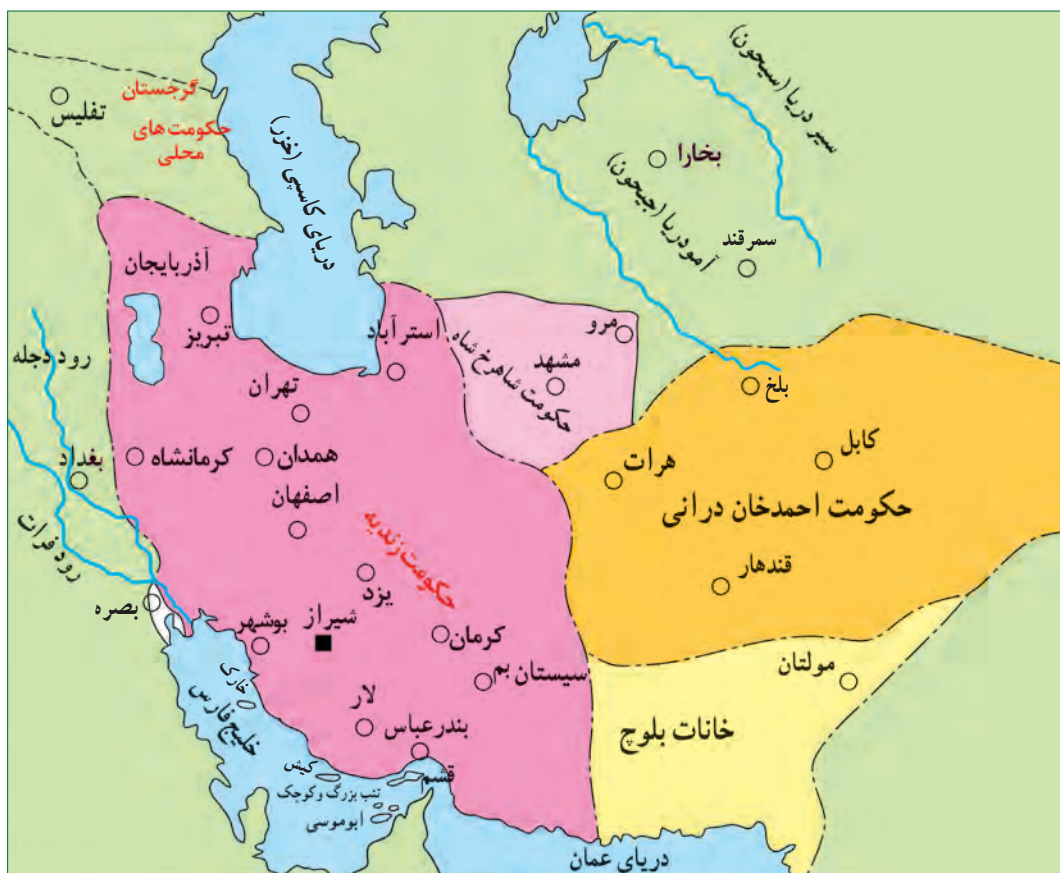 تفلیس
گرجستان
حکومت‌های
محلی
دریای کاسپی (خزر)
سیر دریا (سیحون)
بخارا
آمودریا (جیحون)
سمرقند
آذربایجان
تبریز
رود دجله
استرآباد
مرو
مشهد
حکومت شاهرخ شاه
تهران
بلخ
بغداد
کرمانشاه
همدان
هرات
کابل
اصفهان
حکومت احمدخان درانی
رود فرات
حکومت زندیه
یزد
قندهار
بصره
شیراز
بوشهر
کرمان
سیستان بم
مولتان
خارک
خلیج فارس
لار
بندرعباس
خانات بلوچ
کیش
قشم
تنب بزرگ وکوچک
ابوموسی
دریای عمان